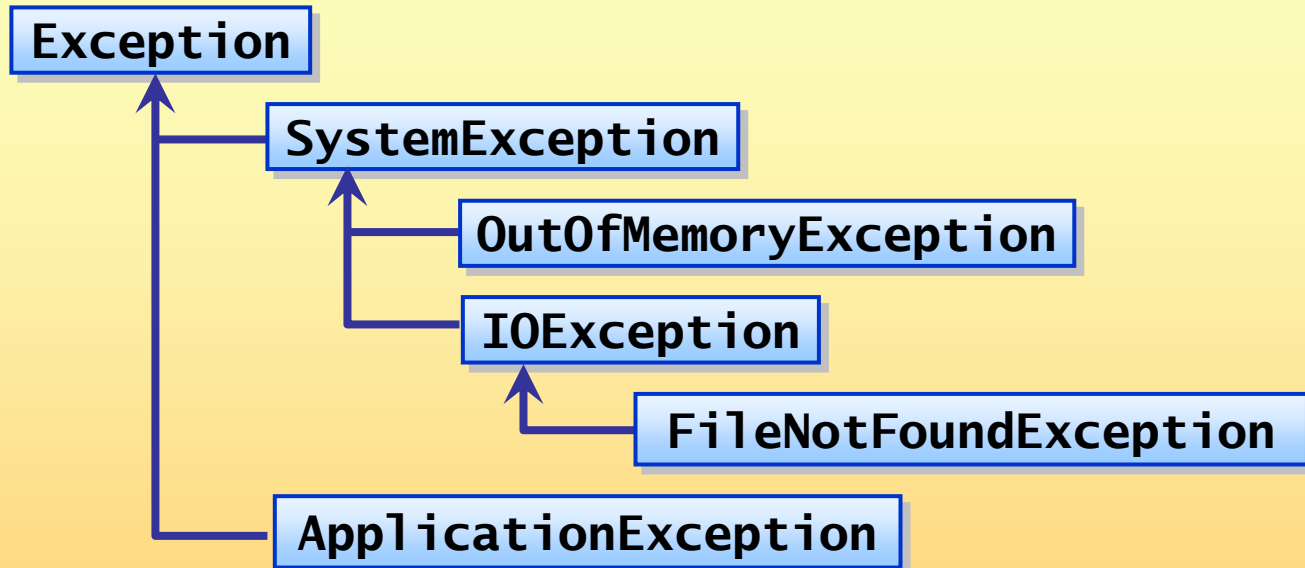 Exception
SystemException
OutOfMemoryException
IOException
FileNotFoundException
ApplicationException